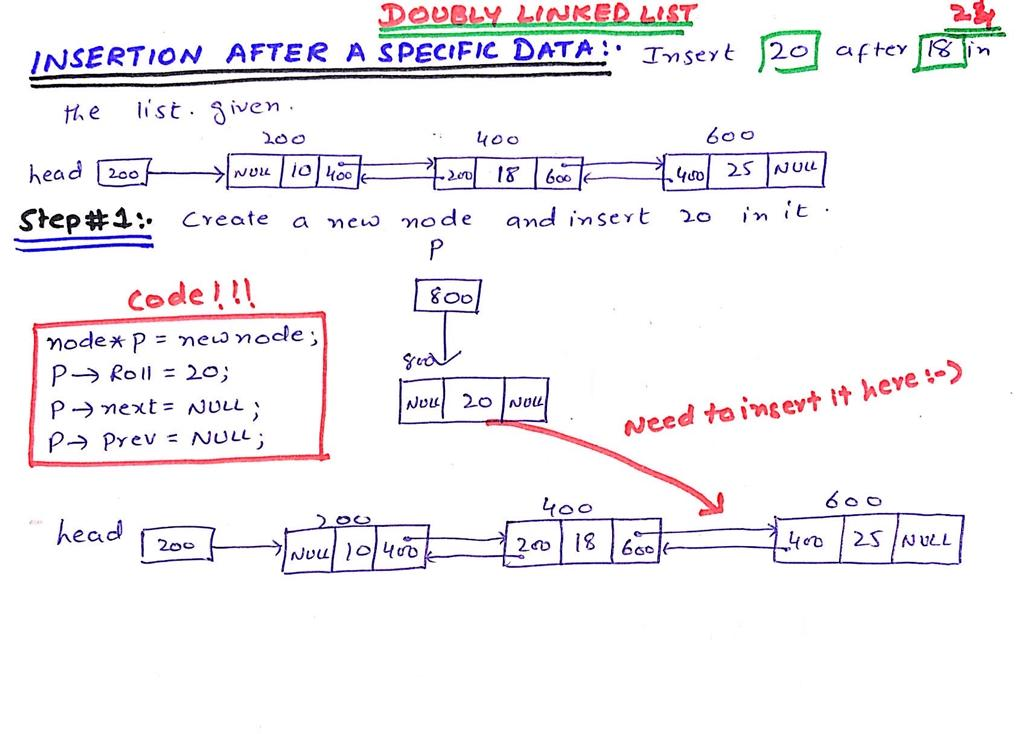 DOUBLY LINKED LIST
INSERTION AFTER A SPECIFIC DATA:- Insert 20 after 18 in
the list. given.
200 400 600
head 200 NULL 10 400 200 18 600 400 25 NULL
Step#1:- Create a new node and insert 20 in it.
P
Code!!! 800
node* P = new node;
P→ Roll = 20; 800
P→ next = NULL; NULL 20 NULL Need to insert it here :-)
P→ Prev = NULL;
200 400 600
head 200 NULL 10 400 200 18 600 400 25 NULL